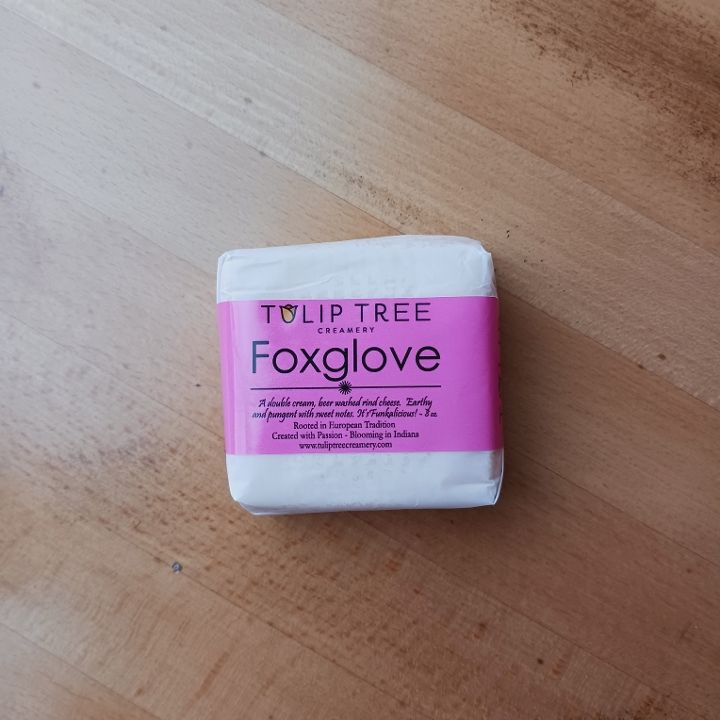 TULIP TREE
CREAMERY
Foxglove
A double cream, beer washed rind cheese. Earthy
and pungent with sweet notes. It's Funkalicious! ~ 8 oz
Rooted in European Tradition
Created with Passion - Blooming in Indiana
www.tuliptreecreamery.com